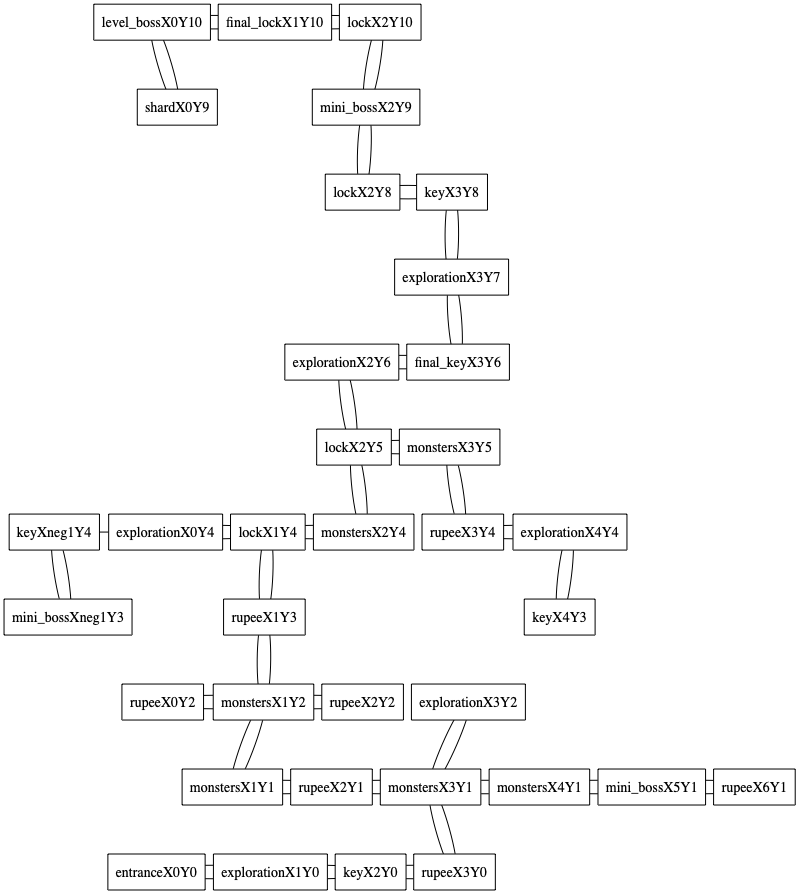 level_bossX0Y10 final_lockX1Y10 lockX2Y10
shardX0Y9 mini_bossX2Y9
lockX2Y8 keyX3Y8
explorationX3Y7
explorationX2Y6 final_keyX3Y6
lockX2Y5 monstersX3Y5
keyXneg1Y4 explorationX0Y4 lockX1Y4 monstersX2Y4 rupeeX3Y4 explorationX4Y4
mini_bossXneg1Y3 rupeeX1Y3 keyX4Y3
rupeeX0Y2 monstersX1Y2 rupeeX2Y2 explorationX3Y2
monstersX1Y1 rupeeX2Y1 monstersX3Y1 monstersX4Y1 mini_bossX5Y1 rupeeX6Y1
entranceX0Y0 explorationX1Y0 keyX2Y0 rupeeX3Y0